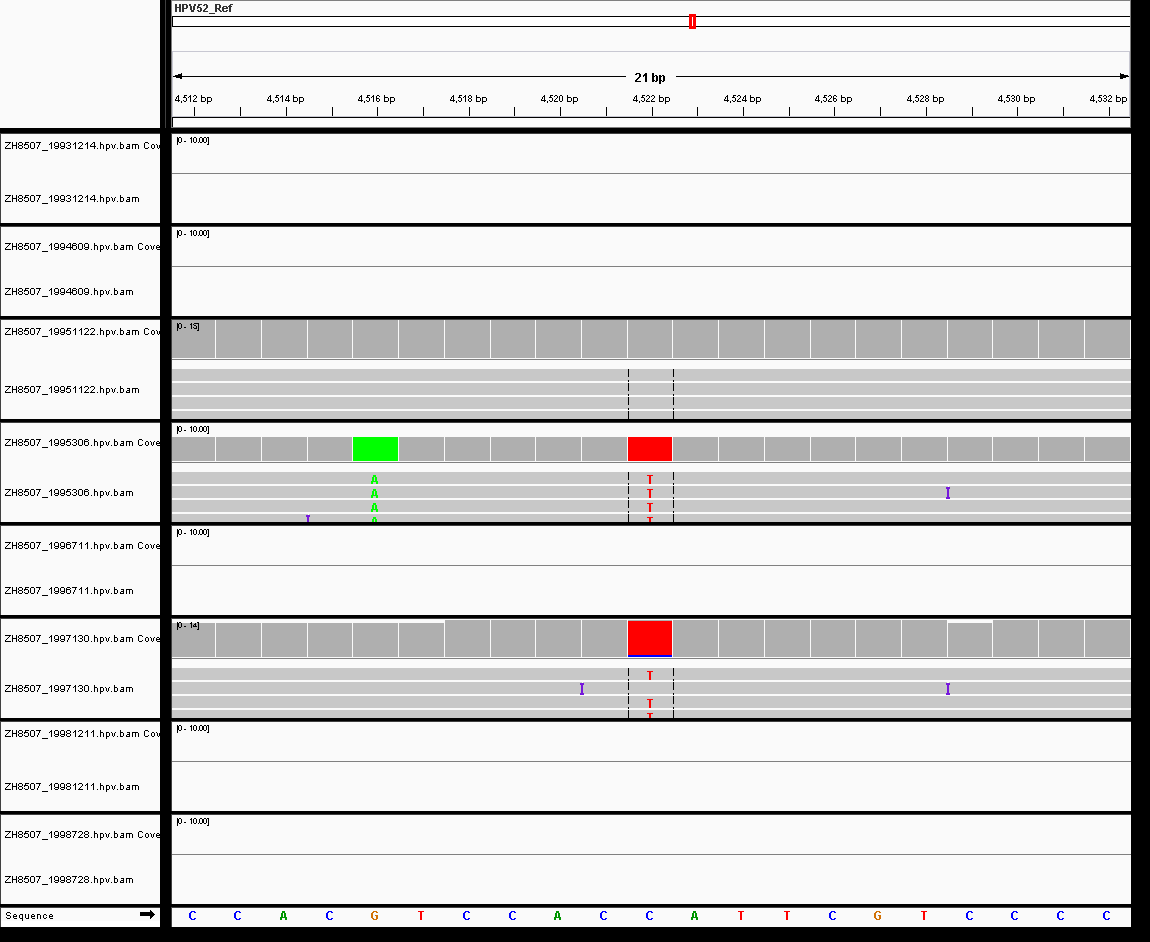 HPV52_Ref
21 bp
4,512 bp 4,514 bp 4,516 bp 4,518 bp 4,520 bp 4,522 bp 4,524 bp 4,526 bp 4,528 bp 4,530 bp 4,532 bp
ZH8507_19931214.hpv.bam Cov
[0 - 10.00]
ZH8507_19931214.hpv.bam
[0 - 10.00]
ZH8507_1994609.hpv.bam Cove
ZH8507_1994609.hpv.bam
[0 - 15]
ZH8507_19951122.hpv.bam Cov
ZH8507_19951122.hpv.bam
[0 - 10.00]
ZH8507_1995306.hpv.bam Cove
A T
ZH8507_1995306.hpv.bam
A T I
A T
I A T
[0 - 10.00]
ZH8507_1996711.hpv.bam Cove
ZH8507_1996711.hpv.bam
[0 - 14]
ZH8507_1997130.hpv.bam Cove
T
ZH8507_1997130.hpv.bam
I I
T
T
[0 - 10.00]
ZH8507_19981211.hpv.bam Cov
ZH8507_19981211.hpv.bam
[0 - 10.00]
ZH8507_1998728.hpv.bam Cove
ZH8507_1998728.hpv.bam
Sequence C C A C G T C C A C C A T T C G T C C C C